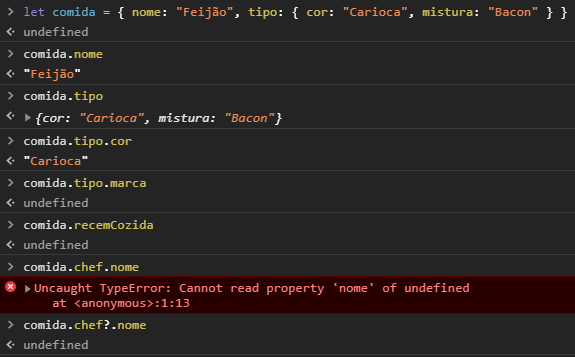 > let comida = { nome: "Feijão", tipo: { cor: "Carioca", mistura: "Bacon" } }
undefined
> comida.nome
"Feijão"
> comida.tipo
{cor: "Carioca", mistura: "Bacon"}
> comida.tipo.cor
"Carioca"
> comida.tipo.marca
undefined
> comida.recemCozida
undefined
> comida.chef.nome
Uncaught TypeError: Cannot read property 'nome' of undefined
at <anonymous>:1:13
> comida.chef?.nome
undefined